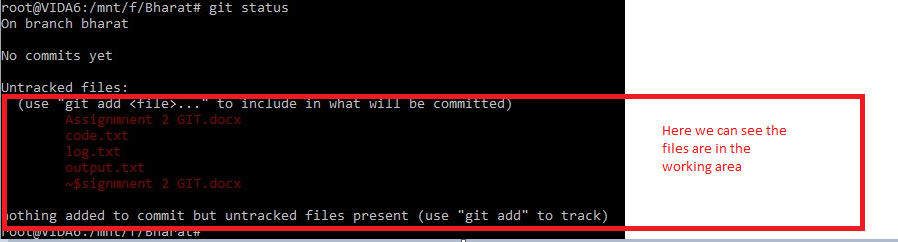 root@VIDA6:/mnt/f/Bharat# git status
On branch bharat
No commits yet
Untracked files:
(use "git add <file>..." to include in what will be committed)
Assignmnent 2 GIT.docx
code.txt
log.txt
output.txt
~$signmnent 2 GIT.docx
nothing added to commit but untracked files present (use "git add" to track)
root@VIDA6:/mnt/f/Bharat#
Here we can see the
files are in the
working area